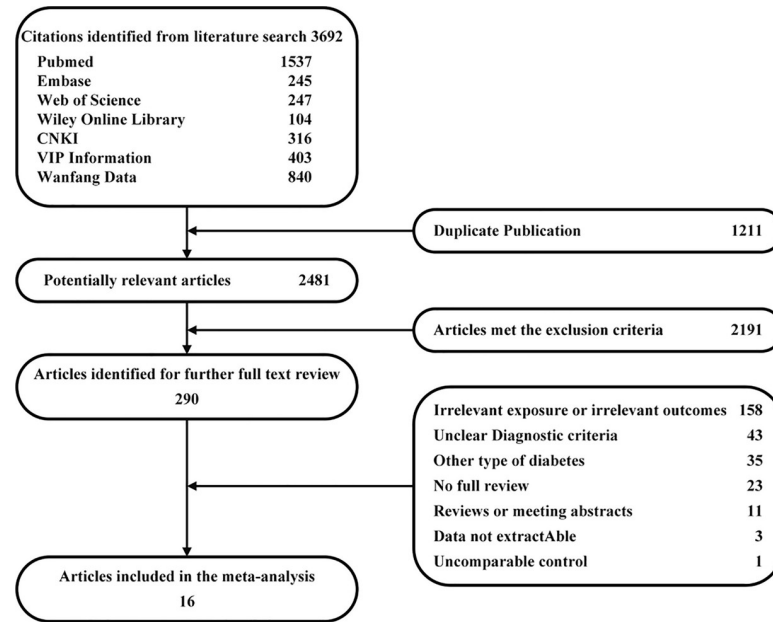 Citations identified from literature search 3692
Pubmed 1537
Embase 245
Web of Science 247
Wiley Online Library 104
CNKI 316
VIP Information 403
Wanfang Data 840
Duplicate Publication 1211
Potentially relevant articles 2481
Articles met the exclusion criteria 2191
Articles identified for further full text review
290
Irrelevant exposure or irrelevant outcomes 158
Unclear Diagnostic criteria 43
Other type of diabetes 35
No full review 23
Reviews or meeting abstracts 11
Data not extractAble 3
Uncomparable control 1
Articles included in the meta-analysis
16